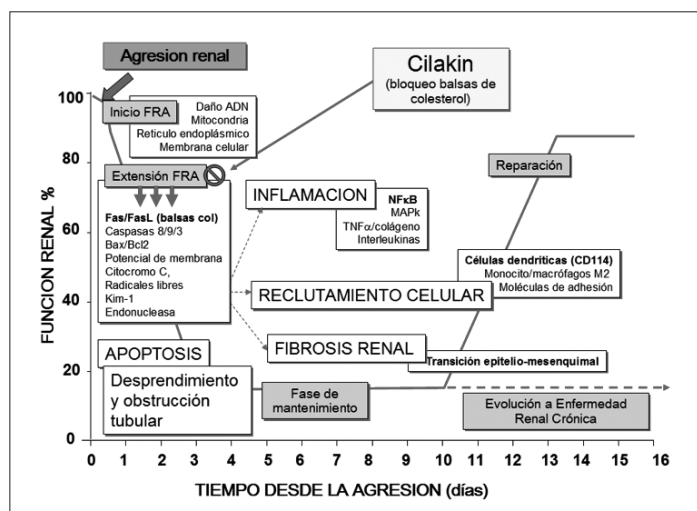 Agresion renal
Cilakin
(bloqueo balsas de
colesterol)
100
80
60
40
20
0
FUNCION RENAL %
Inicio FRA
Daño ADN
Mitocondria
Retículo endoplásmico
Membrana celular
Extensión FRA
Fas/FasL (balsas col)
Caspasas 8/9/3
Bax/Bcl2
Potencial de membrana
Citocromo C,
Radicales libres
Kim-1
Endonucleasa
INFLAMACION
NFκB
MAPk
TNFα/colágeno
Interleukinas
Reparación
RECLUTAMIENTO CELULAR
Células dendríticas (CD114)
Monocito/macrófagos M2
Moléculas de adhesión
APOPTOSIS
FIBROSIS RENAL
Transición epitelio-mesenquimal
Desprendimiento
y obstrucción
tubular
Fase de
mantenimiento
Evolución a Enfermedad
Renal Crónica
0 1 2 3 4 5 6 7 8 9 10 11 12 13 14 15 16
TIEMPO DESDE LA AGRESION (días)